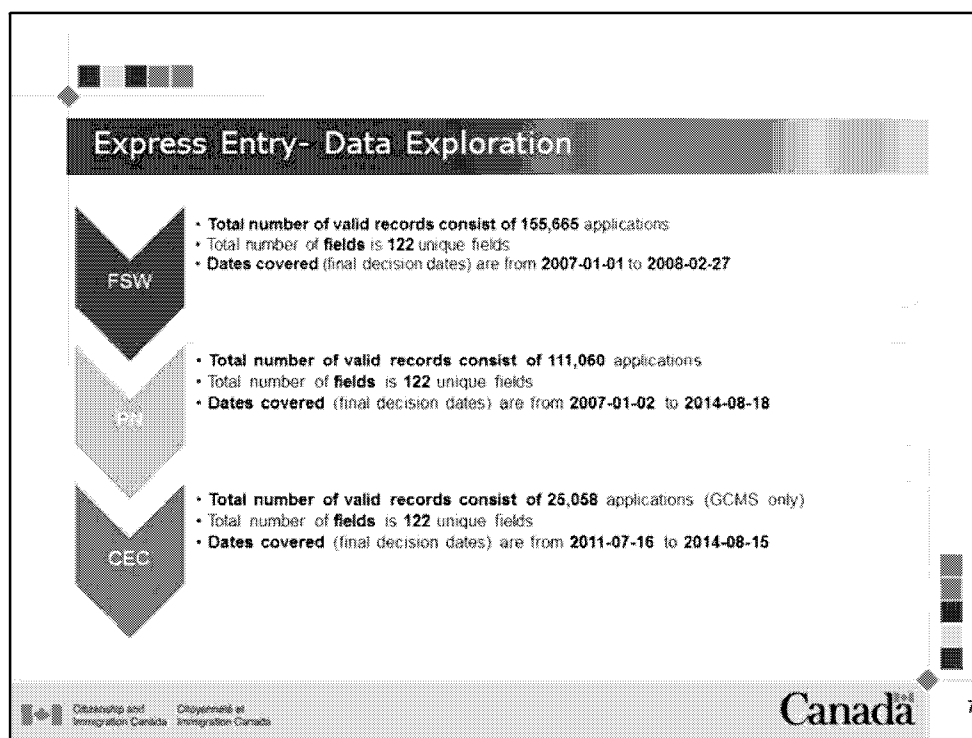 Express Entry- Data Exploration
FSW
• Total number of valid records consist of 155,665 applications
• Total number of fields is 122 unique fields
• Dates covered (final decision dates) are from 2007-01-01 to 2008-02-27
PN
• Total number of valid records consist of 111,060 applications
• Total number of fields is 122 unique fields
• Dates covered (final decision dates) are from 2007-01-02 to 2014-08-18
CEC
• Total number of valid records consist of 25,058 applications (GCMS only)
• Total number of fields is 122 unique fields
• Dates covered (final decision dates) are from 2011-07-16 to 2014-08-15
Citizenship and Citoyenneté et
Immigration Canada Immigration Canada
Canada
7